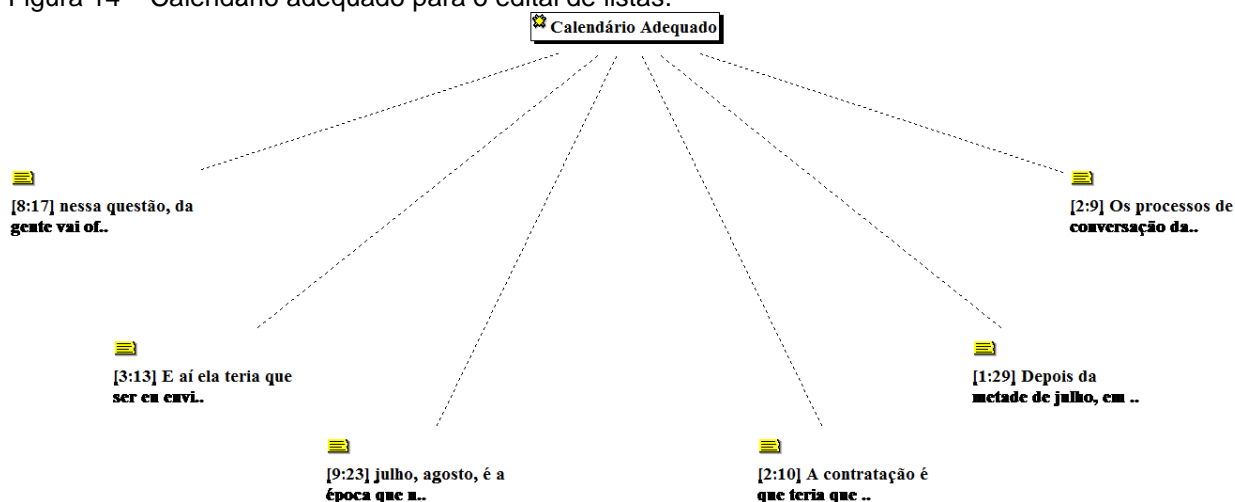 Figura 14 – Calendário adequado para o edital de listas.
Calendário Adequado
[8:17] nessa questão, da
gente vai of..
[2:9] Os processos de
conversação da..
[3:13] E aí ela teria que
ser eu envi..
[1:29] Depois da
metade de julho, em ..
[9:23] julho, agosto, é a
época que n..
[2:10] A contratação é
que teria que ..